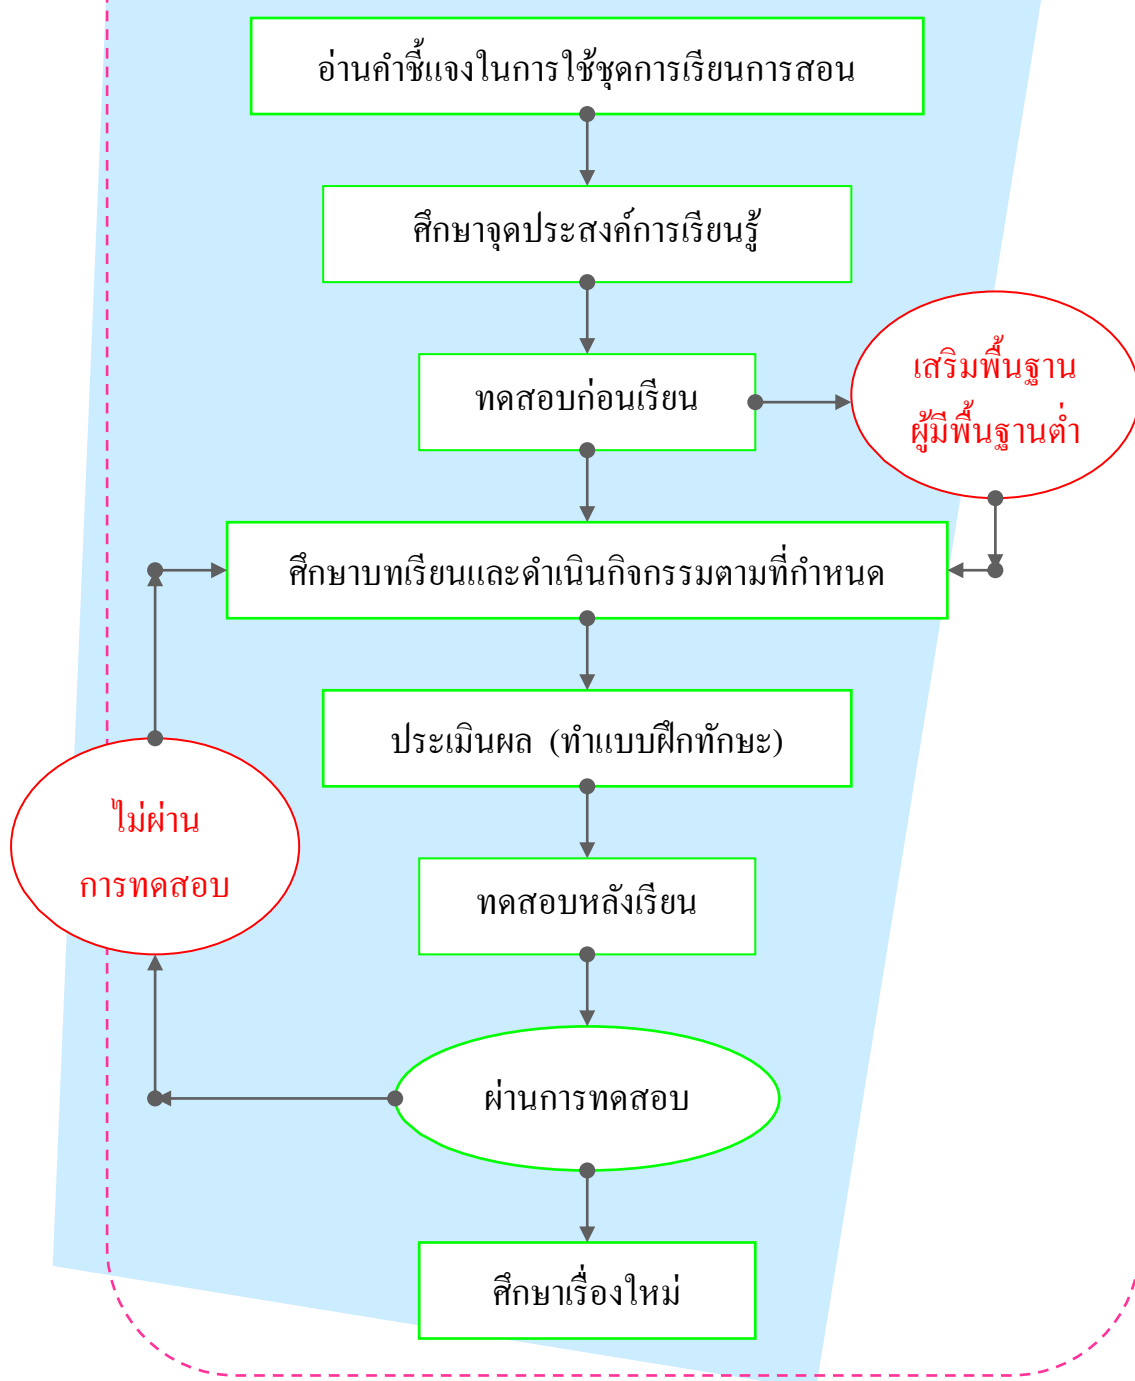 อ่านคำชี้แจงในการใช้ชุดการเรียนการสอน
ศึกษาจุดประสงค์การเรียนรู้
เสริมพื้นฐาน
ผู้มีพื้นฐานต่ำ
ทดสอบก่อนเรียน
ศึกษาบทเรียนและดำเนินกิจกรรมตามที่กำหนด
ประเมินผล (ทำแบบฝึกทักษะ)
ไม่ผ่าน
การทดสอบ
ทดสอบหลังเรียน
ผ่านการทดสอบ
ศึกษาเรื่องใหม่